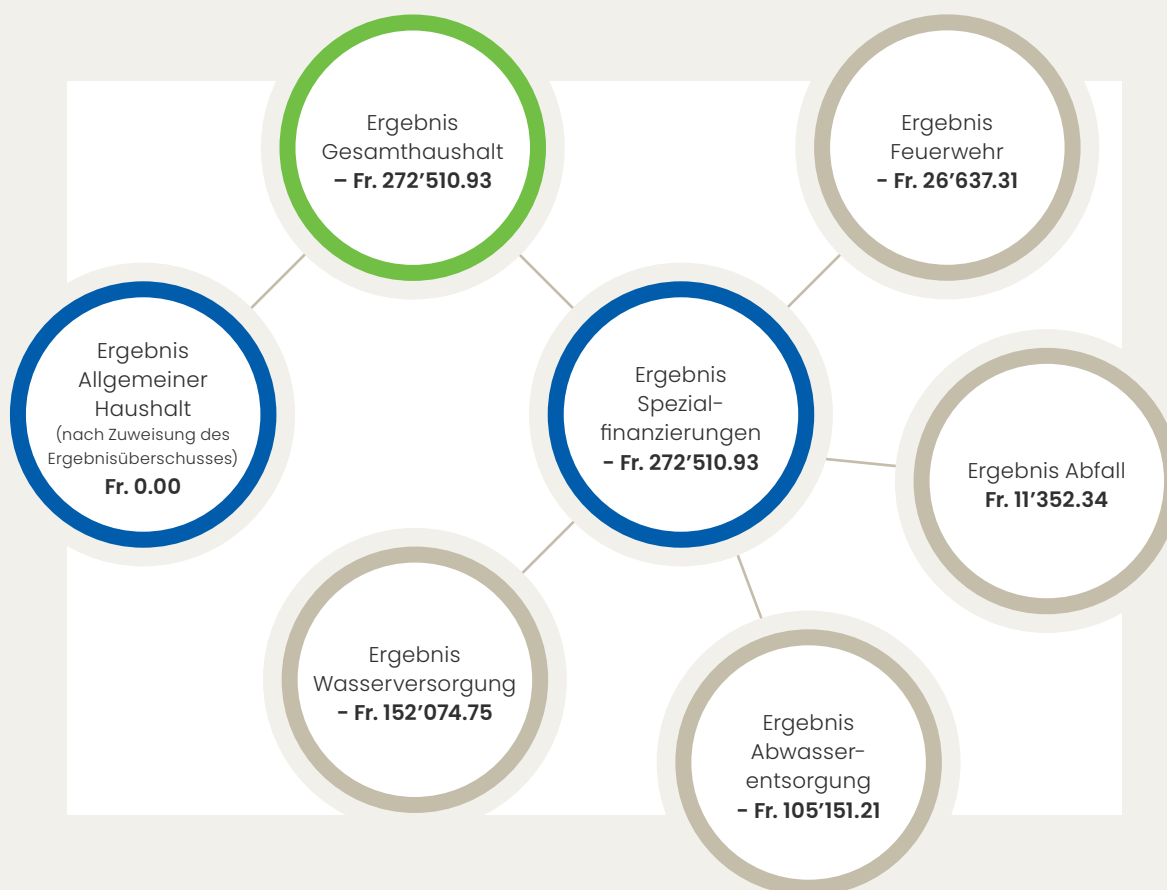 Ergebnis
Gesamthaushalt
– Fr. 272’510.93
Ergebnis
Feuerwehr
- Fr. 26’637.31
Ergebnis
Allgemeiner
Haushalt
(nach Zuweisung des
Ergebnisüberschusses)
Fr. 0.00
Ergebnis
Spezial-
finanzierungen
- Fr. 272’510.93
Ergebnis Abfall
Fr. 11’352.34
Ergebnis
Wasserversorgung
- Fr. 152’074.75
Ergebnis
Abwasser-
entsorgung
- Fr. 105’151.21